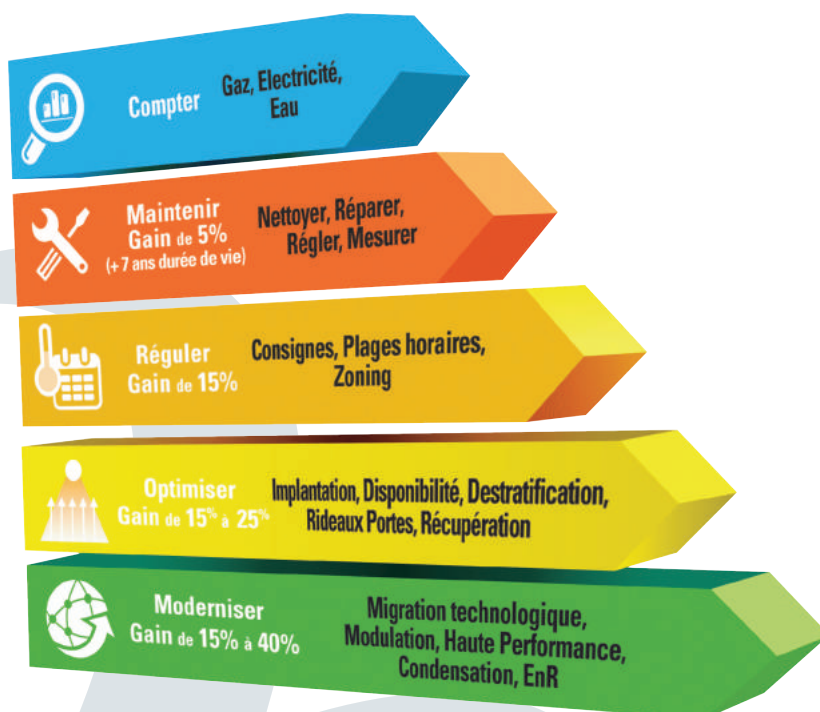 Compter
Gaz, Electricité,
Eau
Maintenir
Gain de 5%
(+ 7 ans durée de vie)
Nettoyer, Réparer,
Régler, Mesurer
Réguler
Gain de 15%
Consignes, Plages horaires,
Zoning
Optimiser
Gain de 15% à 25%
Implantation, Disponibilité, Destratification,
Rideaux Portes, Récupération
Moderniser
Gain de 15% à 40%
Migration technologique,
Modulation, Haute Performance,
Condensation, EnR